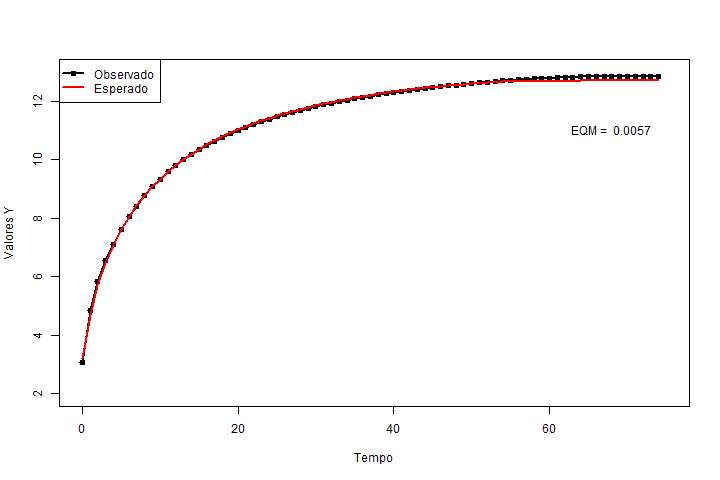 Observado
Esperado
EQM = 0.0057
Valores Y
12
10
8
6
4
2
0
20
40
60
Tempo